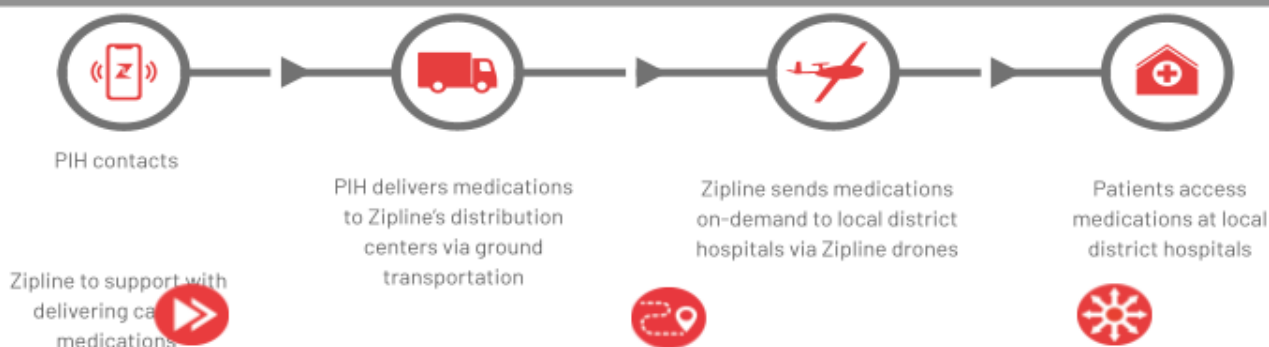 PIH contacts
Zipline to support with
delivering ca
medications
PIH delivers medications
to Zipline's distribution
centers via ground
transportation
Zipline sends medications
on-demand to local district
hospitals via Zipline drones
Patients access
medications at local
district hospitals